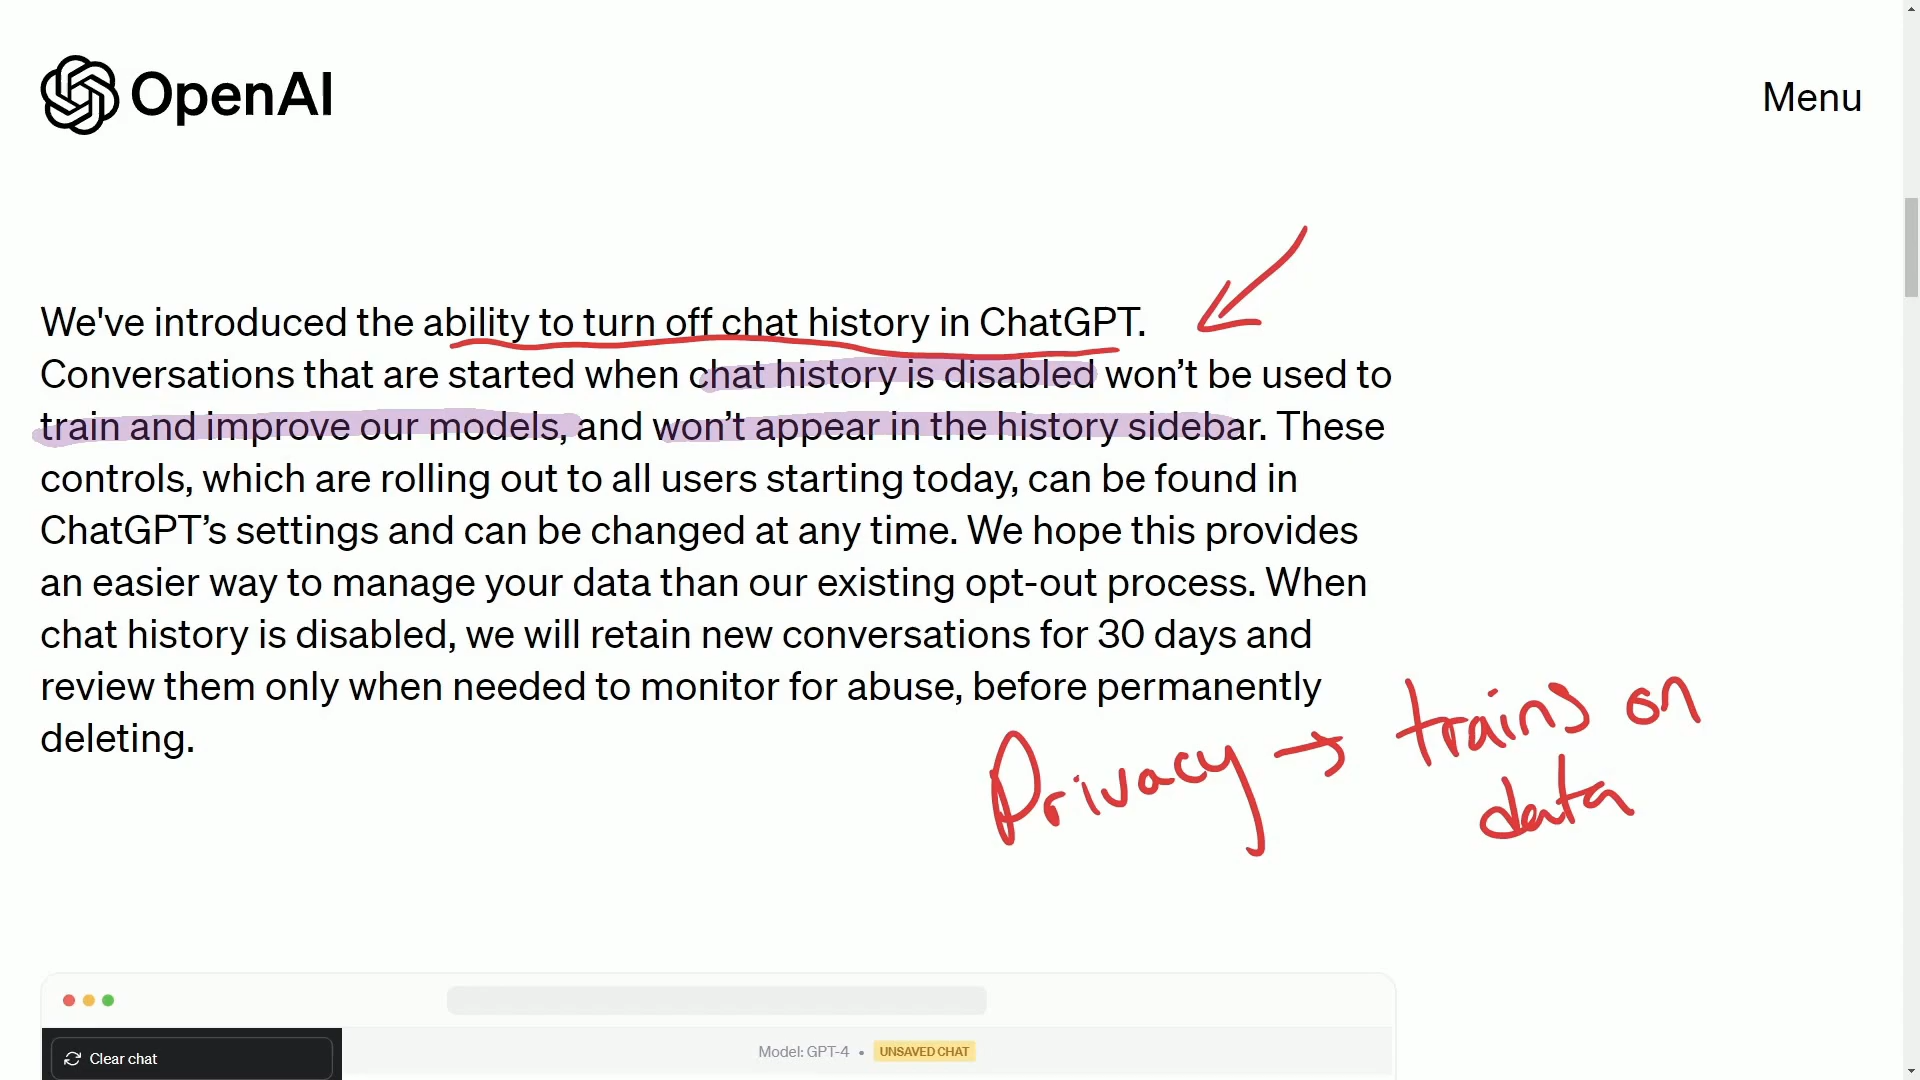 OpenAI
Menu
We've introduced the ability to turn off chat history in ChatGPT.
Conversations that are started when chat history is disabled won’t be used to
train and improve our models, and won’t appear in the history sidebar. These
controls, which are rolling out to all users starting today, can be found in
ChatGPT’s settings and can be changed at any time. We hope this provides
an easier way to manage your data than our existing opt-out process. When
chat history is disabled, we will retain new conversations for 30 days and
review them only when needed to monitor for abuse, before permanently
deleting.
Privacy → trains on
data
Clear chat
Model: GPT-4 • UNSAVED CHAT